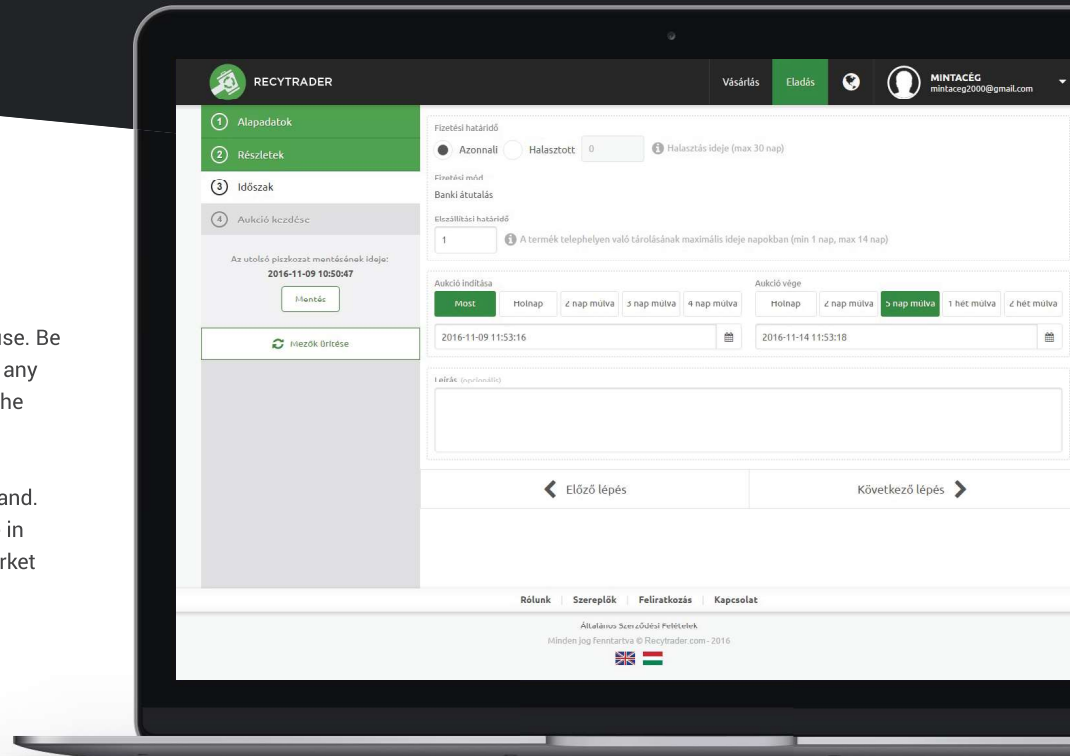 use. Be
any
he
and.
in
rket
RECYTRADER
Vásárlás
Eladás
MINTACÉG
mintaceg2000@gmail.com
1 Alapadatok
2 Részletek
3 Időszak
4 Aukció kezdése
Az utolsó piszkozat mentésének ideje:
2016-11-09 10:50:47
Mentés
Mezők ürítése
Fizetési határidő
Azonnali Halasztott 0 Halasztás ideje (max 30 nap)
Fizetési mód
Banki átutalás
Elszállítási határidő
1 A termék telephelyen való tárolásának maximális ideje napokban (min 1 nap, max 14 nap)
Aukció indítása
Most Holnap 2 nap múlva 3 nap múlva 4 nap múlva
2016-11-09 11:53:16
Aukció vége
Holnap 2 nap múlva 5 nap múlva 1 hét múlva 2 hét múlva
2016-11-14 11:53:18
Leírás (opcionális)
Előző lépés
Következő lépés
Rólunk Szereplők Feliratkozás Kapcsolat
Általános Szerződési Feltételek
Minden jog fenntartva © Recytrader.com - 2016